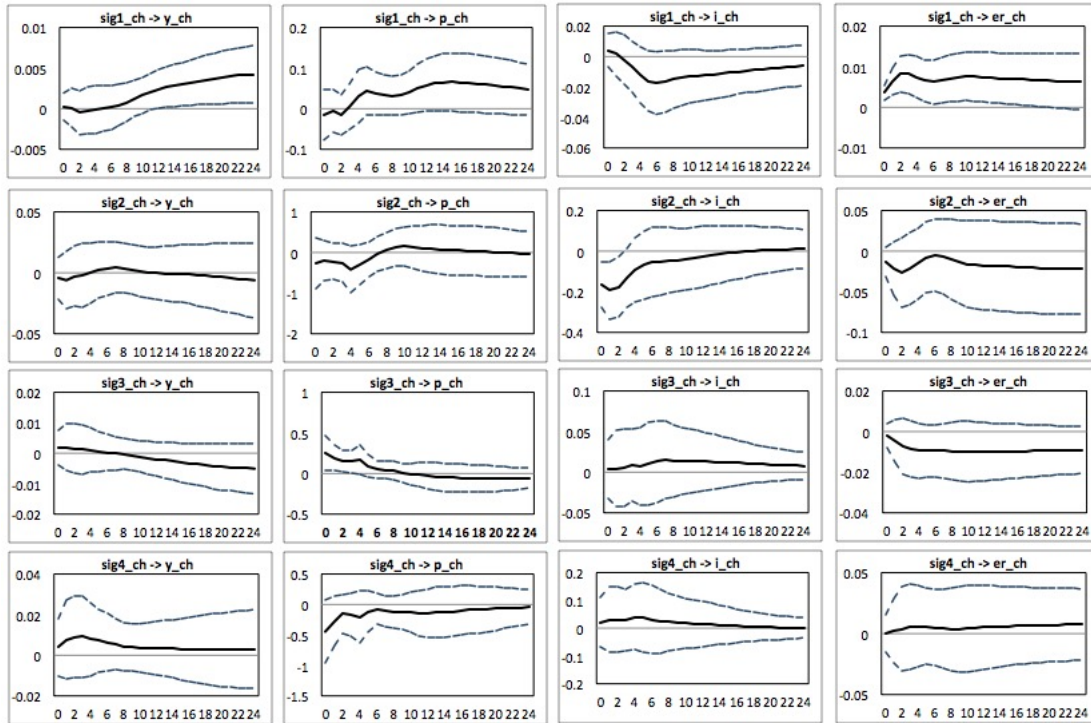 sig1_ch -> y_ch
0.01
0.005
0
-0.005
0 2 4 6 8 10 12 14 16 18 20 22 24
sig1_ch -> p_ch
0.2
0.1
0
-0.1
0 2 4 6 8 10 12 14 16 18 20 22 24
sig1_ch -> i_ch
0.02
0
-0.02
-0.04
-0.06
0 2 4 6 8 10 12 14 16 18 20 22 24
sig1_ch -> er_ch
0.02
0.01
0
-0.01
0 2 4 6 8 10 12 14 16 18 20 22 24
sig2_ch -> y_ch
0.05
0
-0.05
0 2 4 6 8 10 12 14 16 18 20 22 24
sig2_ch -> p_ch
1
0
-1
-2
0 2 4 6 8 10 12 14 16 18 20 22 24
sig2_ch -> i_ch
0.2
0
-0.2
-0.4
0 2 4 6 8 10 12 14 16 18 20 22 24
sig2_ch -> er_ch
0.05
0
-0.05
-0.1
0 2 4 6 8 10 12 14 16 18 20 22 24
sig3_ch -> y_ch
0.02
0.01
0
-0.01
-0.02
0 2 4 6 8 10 12 14 16 18 20 22 24
sig3_ch -> p_ch
1
0.5
0
-0.5
0 2 4 6 8 10 12 14 16 18 20 22 24
sig3_ch -> i_ch
0.1
0.05
0
-0.05
0 2 4 6 8 10 12 14 16 18 20 22 24
sig3_ch -> er_ch
0.02
0
-0.02
-0.04
0 2 4 6 8 10 12 14 16 18 20 22 24
sig4_ch -> y_ch
0.04
0.02
0
-0.02
0 2 4 6 8 10 12 14 16 18 20 22 24
sig4_ch -> p_ch
0.5
0
-0.5
-1
-1.5
0 2 4 6 8 10 12 14 16 18 20 22 24
sig4_ch -> i_ch
0.2
0.1
0
-0.1
-0.2
0 2 4 6 8 10 12 14 16 18 20 22 24
sig4_ch -> er_ch
0.05
0
-0.05
0 2 4 6 8 10 12 14 16 18 20 22 24